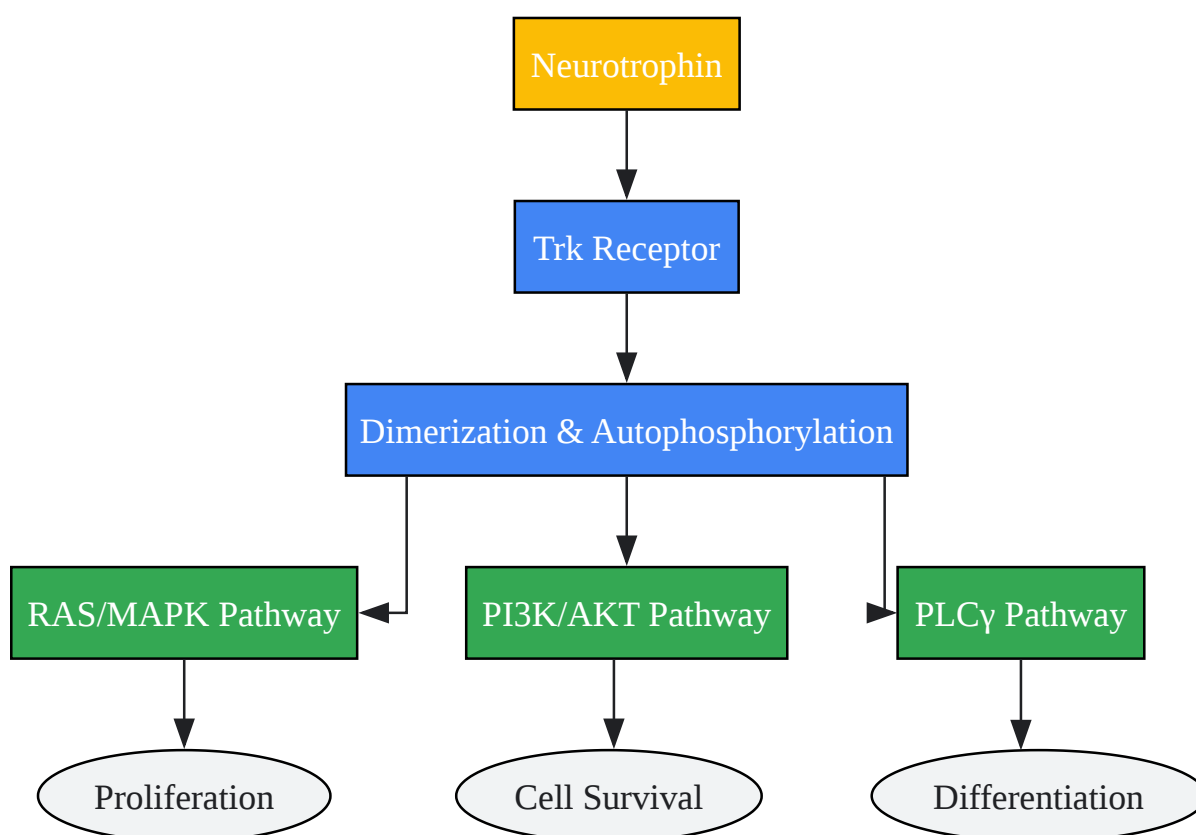 Neurotrophin
Trk Receptor
Dimerization & Autophosphorylation
RAS/MAPK Pathway
PI3K/AKT Pathway
PLCγ Pathway
Proliferation
Cell Survival
Differentiation